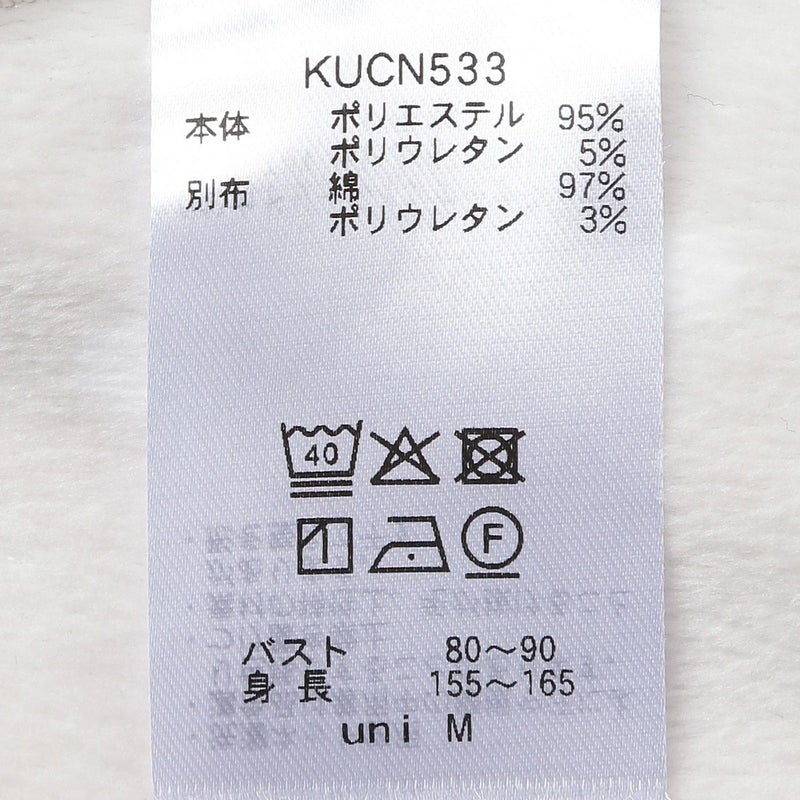 KUCN533
本体 ポリエステル 95%
ポリウレタン 5%
別布 綿 97%
ポリウレタン 3%
40
F
バスト 80～90
身長 155～165
uni M